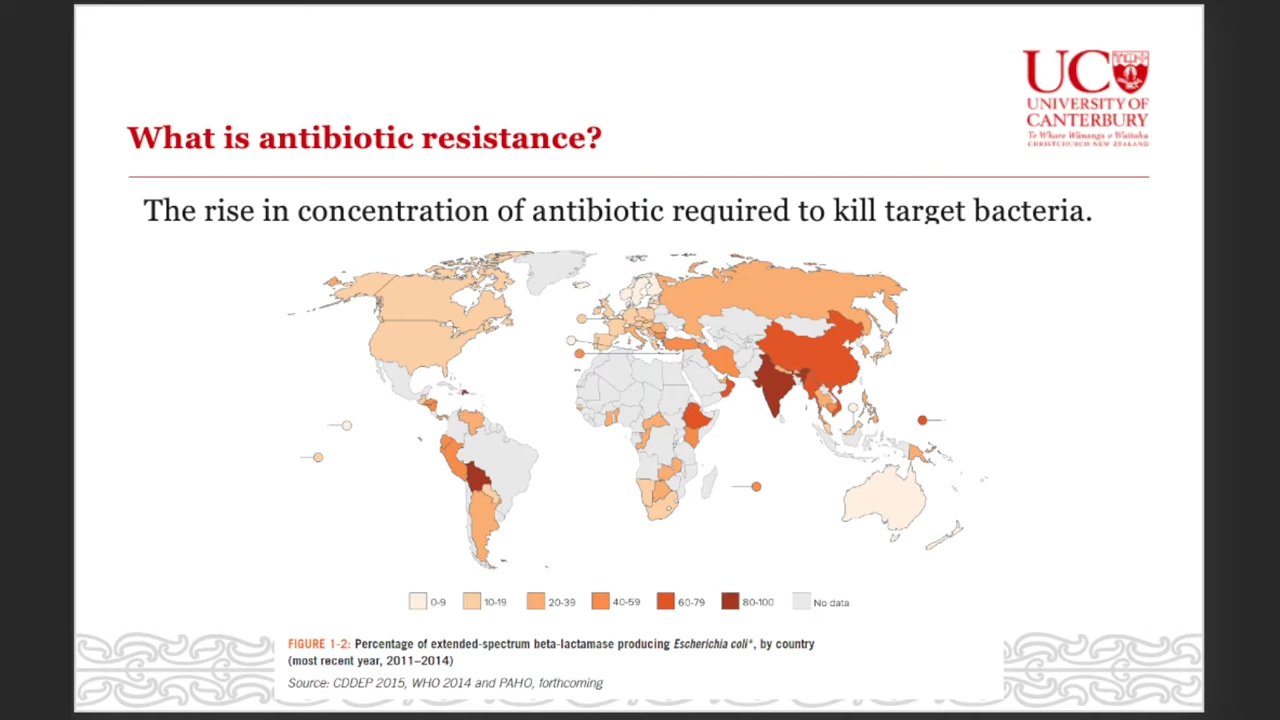 UC
UNIVERSITY OF
CANTERBURY
Te Whare Wānanga o Waitaha
CHRISTCHURCH NEW ZEALAND
What is antibiotic resistance?
The rise in concentration of antibiotic required to kill target bacteria.
0-9 10-19 20-39 40-59 60-79 80-100 No data
FIGURE 1-2: Percentage of extended-spectrum beta-lactamase producing Escherichia coli*, by country
(most recent year, 2011–2014)
Source: CDDEP 2015, WHO 2014 and PAHO, forthcoming